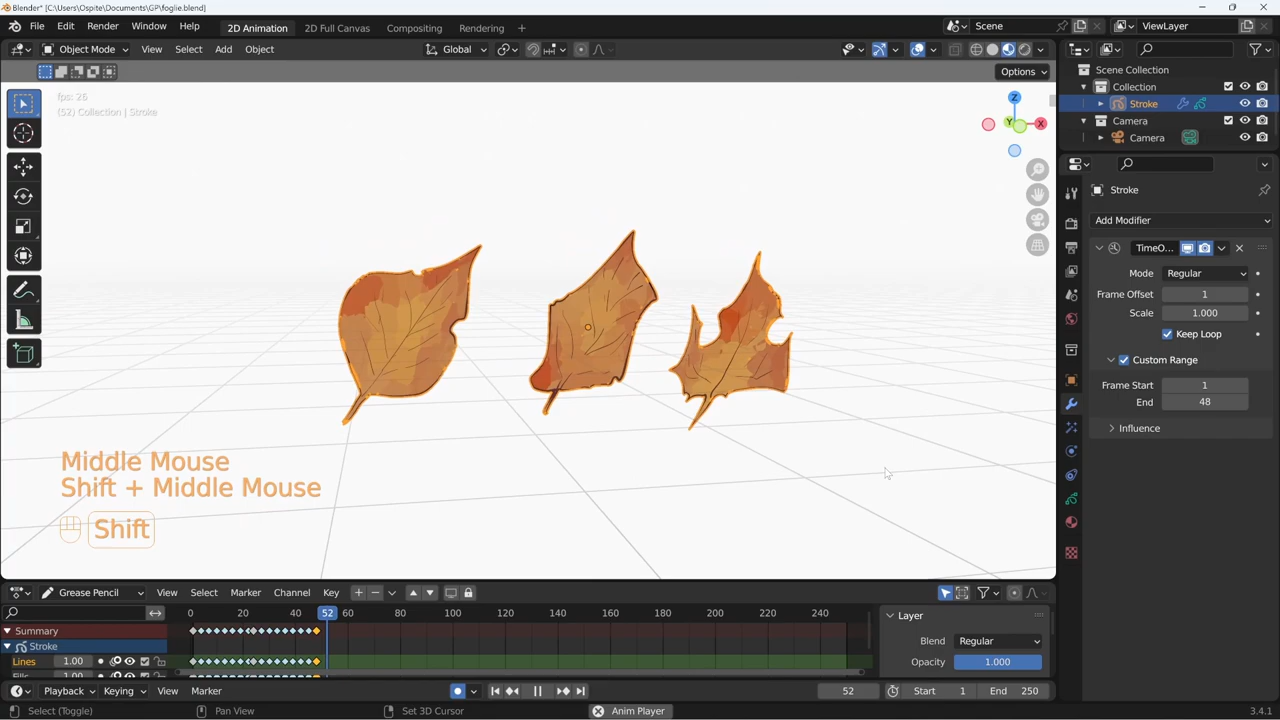 Blender* [C:\Users\Ospite\Documents\GP\foglie.blend]
File Edit Render Window Help 2D Animation 2D Full Canvas Compositing Rendering + Scene ViewLayer
Object Mode View Select Add Object Global
Options
fps: 26
(52) Collection | Stroke
Z
Y X
Scene Collection
Collection
Stroke
Camera
Camera
Stroke
Add Modifier
TimeO...
Mode Regular
Frame Offset 1
Scale 1.000
Keep Loop
Custom Range
Frame Start 1
End 48
Influence
Middle Mouse
Shift + Middle Mouse
Shift
Grease Pencil View Select Marker Channel Key
0 20 40 52 60 80 100 120 140 160 180 200 220 240
Summary
Stroke
Lines 1.00
Layer
Blend Regular
Opacity 1.000
Playback Keying View Marker 52 Start 1 End 250
Select (Toggle) Pan View Set 3D Cursor Anim Player 3.4.1